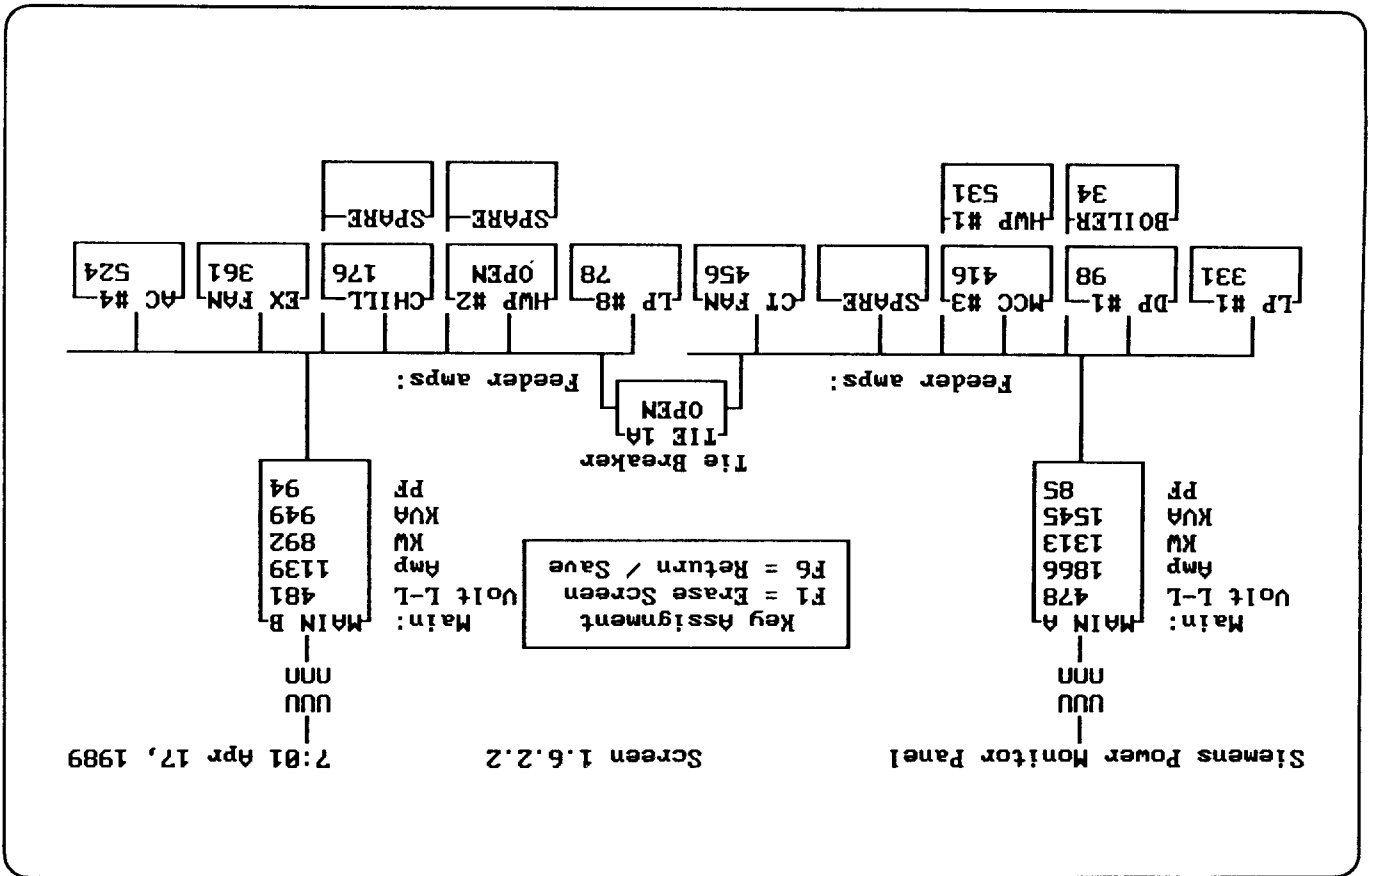 Siemens Power Monitor Panel
Screen 1.6.2.2
7:01 Apr 17, 1989
UUU
UUU
nnn
nnn
Main:
MAIN A
Volt L-L
478
Amp
1866
KW
1313
KVA
1545
PF
85
Key Assignment
F1 = Erase Screen
F6 = Return / Save
Main:
MAIN B
Volt L-L
481
Amp
1139
KW
892
KVA
949
PF
94
Tie Breaker
TIE 1A
OPEN
Feeder amps:
Feeder amps:
LP #1
331
DP #1
98
MCC #3
416
SPARE
CT FAN
456
LP #8
78
HWP #2
OPEN
CHILL
176
EX FAN
361
AC #4
524
BOILER
34
HWP #1
531
SPARE
SPARE